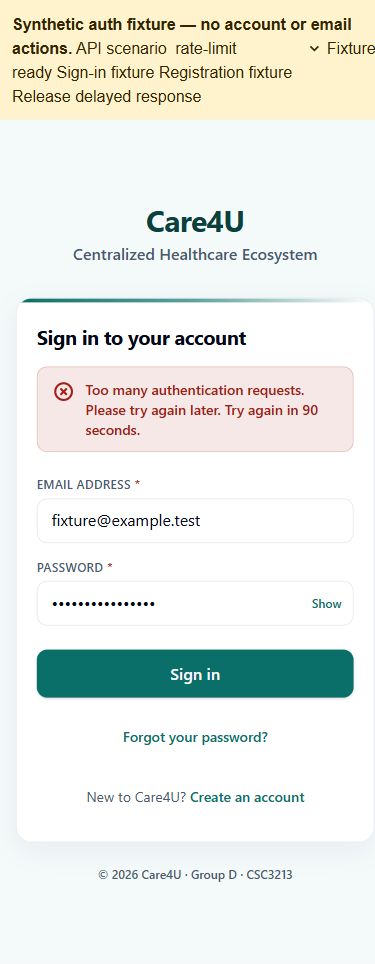 Synthetic auth fixture — no account or email
actions. API scenario rate-limit Fixture
ready Sign-in fixture Registration fixture
Release delayed response
Care4U
Centralized Healthcare Ecosystem
Sign in to your account
Too many authentication requests.
Please try again later. Try again in 90
seconds.
EMAIL ADDRESS *
fixture@example.test
PASSWORD *
••••••••••••••••
Show
Sign in
Forgot your password?
New to Care4U? Create an account
© 2026 Care4U · Group D · CSC3213